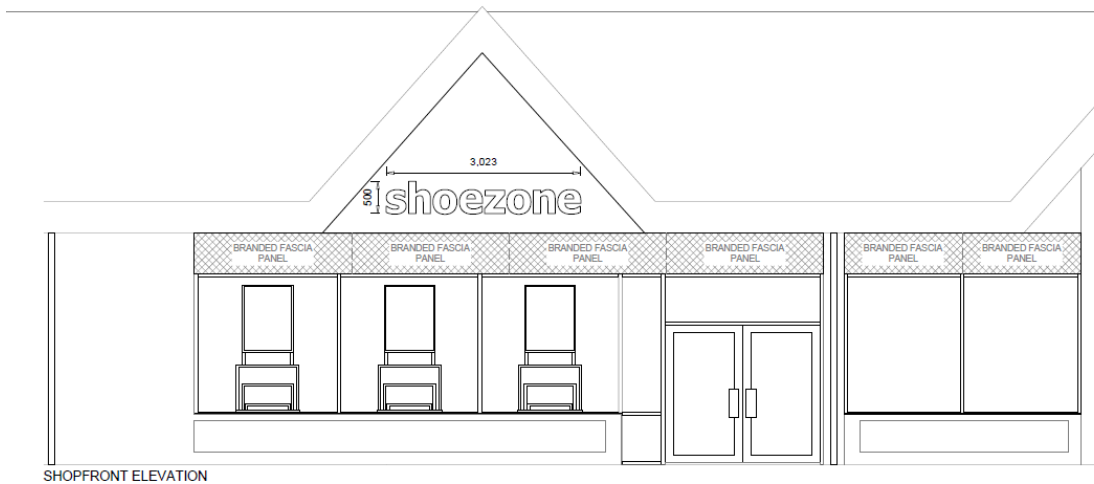 3,023
500
shoezone
BRANDED FASCIA
PANEL
BRANDED FASCIA
PANEL
BRANDED FASCIA
PANEL
BRANDED FASCIA
PANEL
BRANDED FASCIA
PANEL
BRANDED FASCIA
PANEL
SHOPFRONT ELEVATION